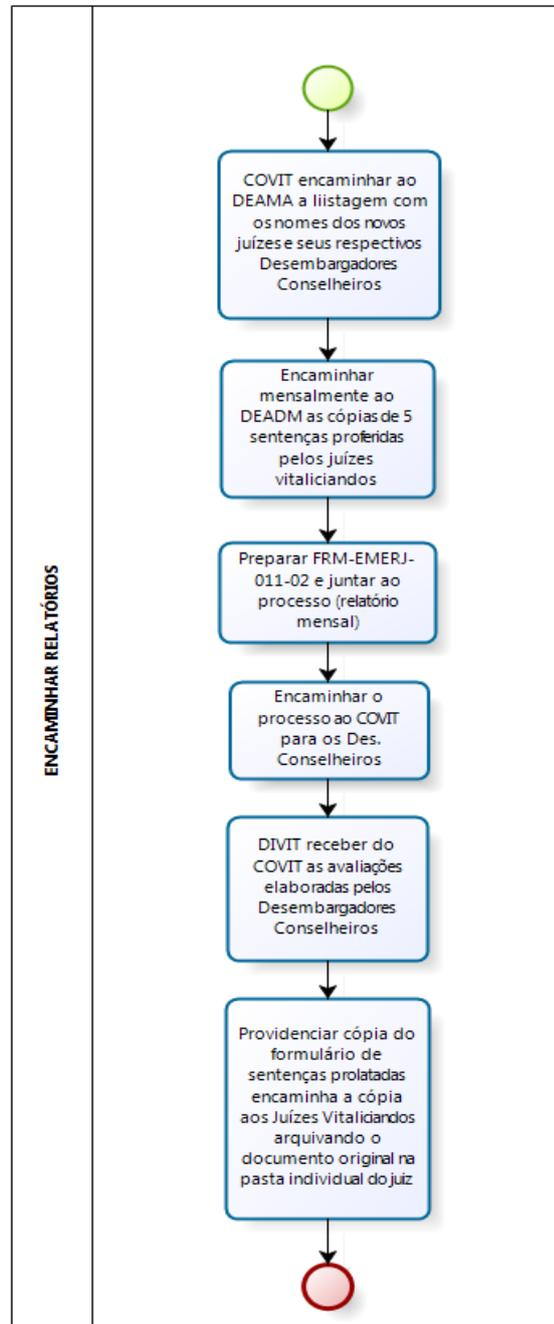 ENCAMINHAR RELATÓRIOS
COVIT encaminhar ao
DEAMA a liistagem com
os nomes dos novos
juízes e seus respectivos
Desembargadores
Conselheiros
Encaminhar
mensalmente ao
DEADM as cópias de 5
sentenças proferidas
pelos juízes
vitaliciandos
Preparar FRM-EMERJ-
011-02 e juntar ao
processo (relatório
mensal)
Encaminhar o
processo ao COVIT
para os Des.
Conselheiros
DIVIT receber do
COVIT as avaliações
elaboradas pelos
Desembargadores
Conselheiros
Providenciar cópia do
formulário de
sentenças prolatadas
encaminha a cópia
aos Juízes Vitaliciandos
arquivando o
documento original na
pasta individual do juiz